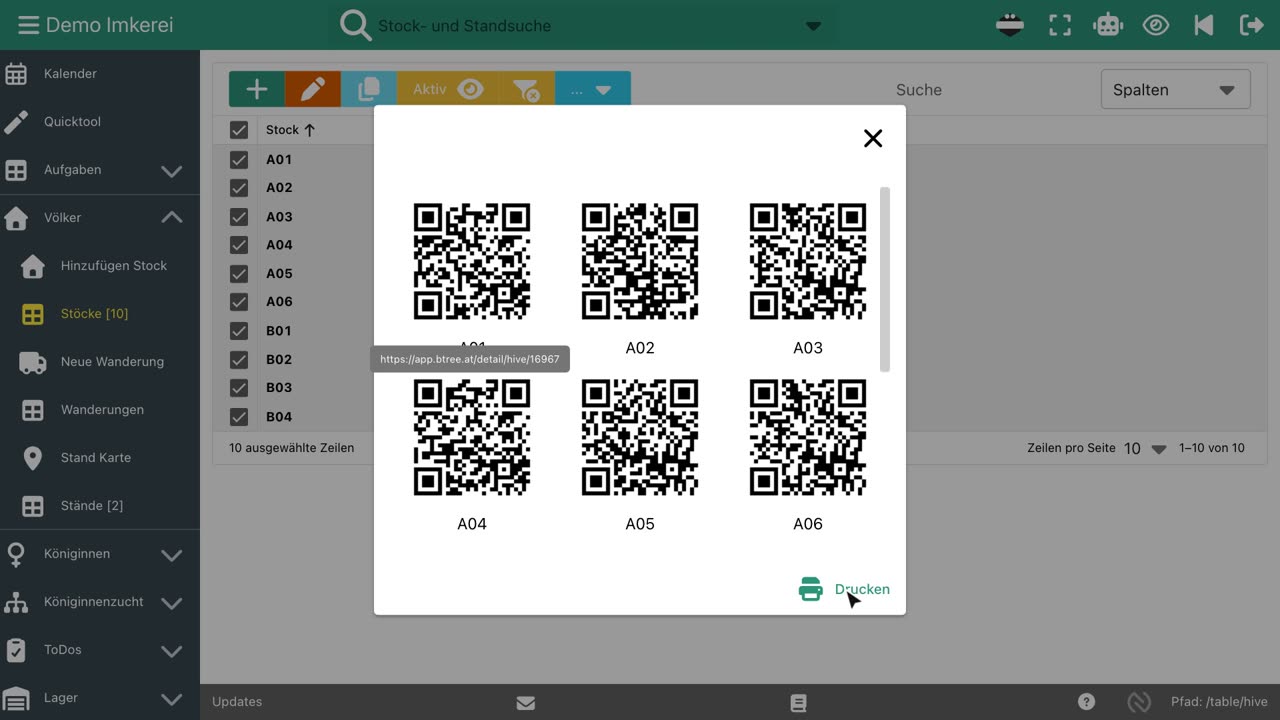 Demo Imkerei
Stock- und Standsuche
Kalender
Quicktool
Aufgaben
Völker
Hinzufügen Stock
Stöcke [10]
Neue Wanderung
Wanderungen
Stand Karte
Stände [2]
Königinnen
Königinnenzucht
ToDos
Lager
Aktiv
...
Suche
Spalten
Stock
A01
A02
A03
A04
A05
A06
B01
B02
B03
B04
10 ausgewählte Zeilen
Zeilen pro Seite 10 1–10 von 10
A01 A02 A03
https://app.btree.at/detail/hive/16967
A04 A05 A06
Drucken
Updates
Pfad: /table/hive